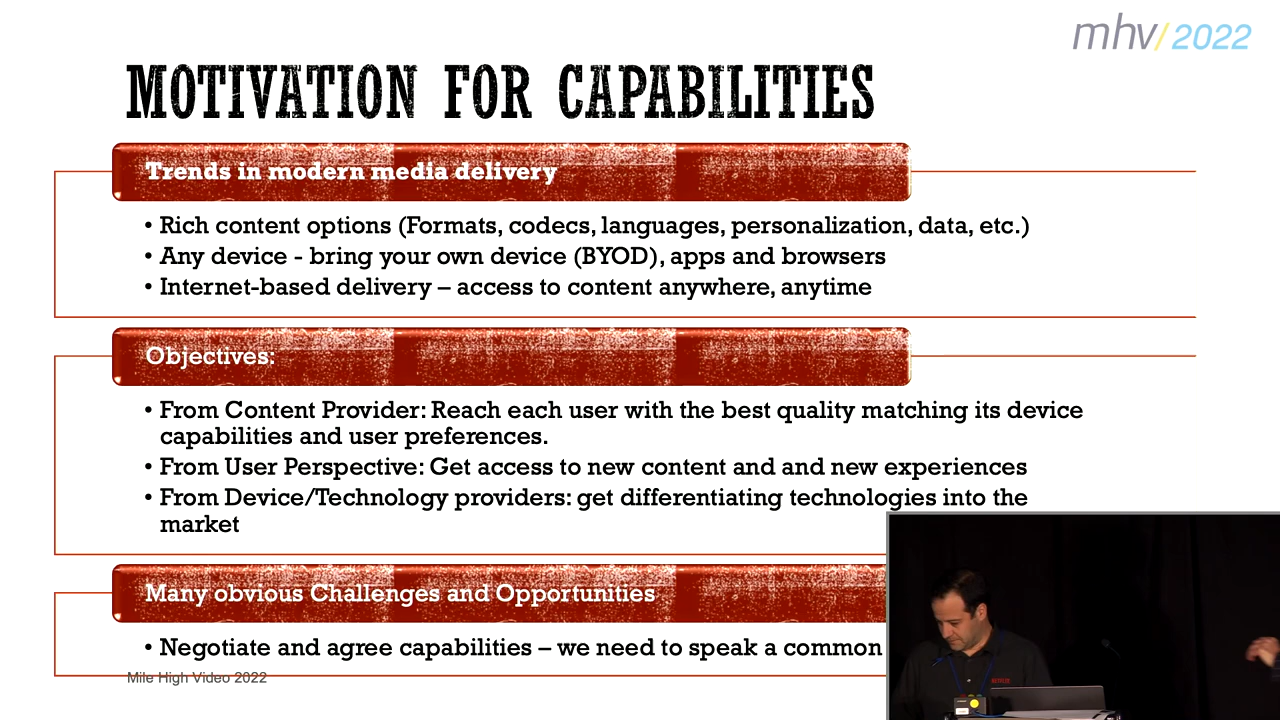 mhv/2022
MOTIVATION FOR CAPABILITIES
Trends in modern media delivery
• Rich content options (Formats, codecs, languages, personalization, data, etc.)
• Any device - bring your own device (BYOD), apps and browsers
• Internet-based delivery – access to content anywhere, anytime
Objectives:
• From Content Provider: Reach each user with the best quality matching its device
capabilities and user preferences.
• From User Perspective: Get access to new content and and new experiences
• From Device/Technology providers: get differentiating technologies into the
market
Many obvious Challenges and Opportunities
• Negotiate and agree capabilities – we need to speak a common
Mile High Video 2022